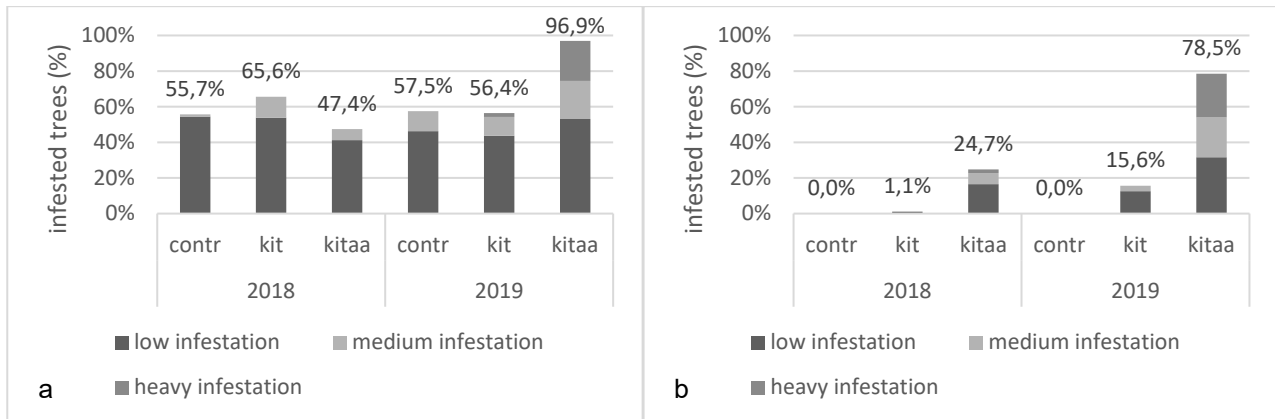 infested trees (%)
100%
80%
60%
40%
20%
0%
55,7%
65,6%
47,4%
57,5%
56,4%
96,9%
contr kit kitaa contr kit kitaa
2018 2019
low infestation medium infestation
heavy infestation
a
infested trees (%)
100%
80%
60%
40%
20%
0%
0,0%
1,1%
24,7%
0,0%
15,6%
78,5%
contr kit kitaa contr kit kitaa
2018 2019
low infestation medium infestation
heavy infestation
b